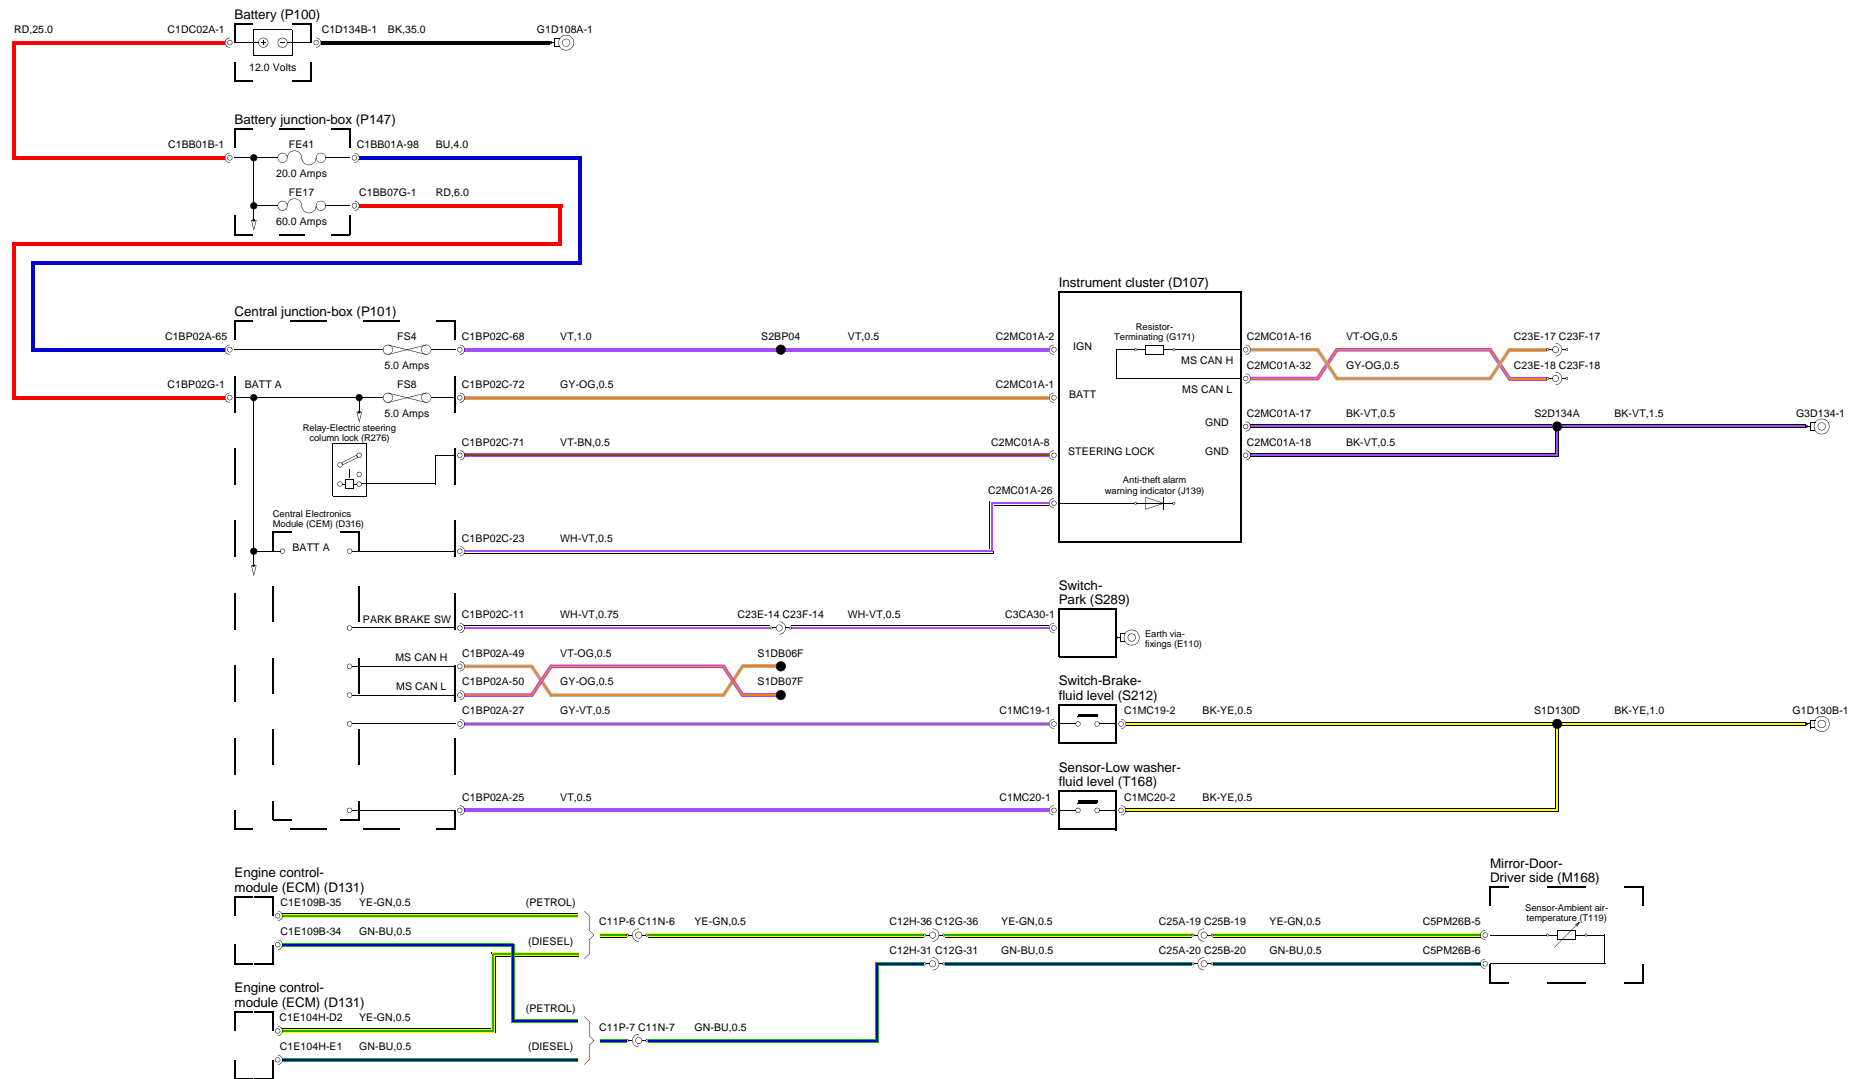 Battery (P100)
RD,25.0
C1DC02A-1
C1D134B-1
BK,35.0
G1D108A-1
12.0 Volts
Battery junction-box (P147)
C1BB01B-1
FE41
C1BB01A-98
BU,4.0
20.0 Amps
FE17
C1BB07G-1
RD,6.0
60.0 Amps
Central junction-box (P101)
C1BP02A-65
FS4
5.0 Amps
C1BP02C-68
VT,1.0
S2BP04
VT,0.5
C2MC01A-2
C1BP02G-1
BATT A
FS8
5.0 Amps
C1BP02C-72
GY-OG,0.5
C2MC01A-1
Relay-Electric steering
column lock (R276)
C1BP02C-71
VT-BN,0.5
C2MC01A-8
C2MC01A-26
Central Electronics
Module (CEM) (D316)
BATT A
C1BP02C-23
WH-VT,0.5
Instrument cluster (D107)
IGN
BATT
STEERING LOCK
Resistor-
Terminating (G171)
MS CAN H
MS CAN L
GND
GND
Anti-theft alarm
warning indicator (J139)
C2MC01A-16
VT-OG,0.5
C23E-17 C23F-17
C2MC01A-32
GY-OG,0.5
C23E-18 C23F-18
C2MC01A-17
BK-VT,0.5
S2D134A
BK-VT,1.5
G3D134-1
C2MC01A-18
BK-VT,0.5
PARK BRAKE SW
C1BP02C-11
WH-VT,0.75
C23E-14 C23F-14
WH-VT,0.5
C3CA30-1
Switch-
Park (S289)
Earth via-
fixings (E110)
MS CAN H
C1BP02A-49
VT-OG,0.5
S1DB06F
MS CAN L
C1BP02A-50
GY-OG,0.5
S1DB07F
C1BP02A-27
GY-VT,0.5
C1MC19-1
Switch-Brake-
fluid level (S212)
C1MC19-2
BK-YE,0.5
S1D130D
BK-YE,1.0
G1D130B-1
C1BP02A-25
VT,0.5
C1MC20-1
Sensor-Low washer-
fluid level (T168)
C1MC20-2
BK-YE,0.5
Engine control-
module (ECM) (D131)
C1E109B-35
YE-GN,0.5
(PETROL)
C1E109B-34
GN-BU,0.5
(DIESEL)
C11P-6 C11N-6
YE-GN,0.5
C12H-36 C12G-36
YE-GN,0.5
C25A-19 C25B-19
YE-GN,0.5
C5PM26B-5
C12H-31 C12G-31
GN-BU,0.5
C25A-20 C25B-20
GN-BU,0.5
C5PM26B-6
Mirror-Door-
Driver side (M168)
Sensor-Ambient air-
temperature (T119)
Engine control-
module (ECM) (D131)
C1E104H-D2
YE-GN,0.5
(PETROL)
C1E104H-E1
GN-BU,0.5
(DIESEL)
C11P-7 C11N-7
GN-BU,0.5